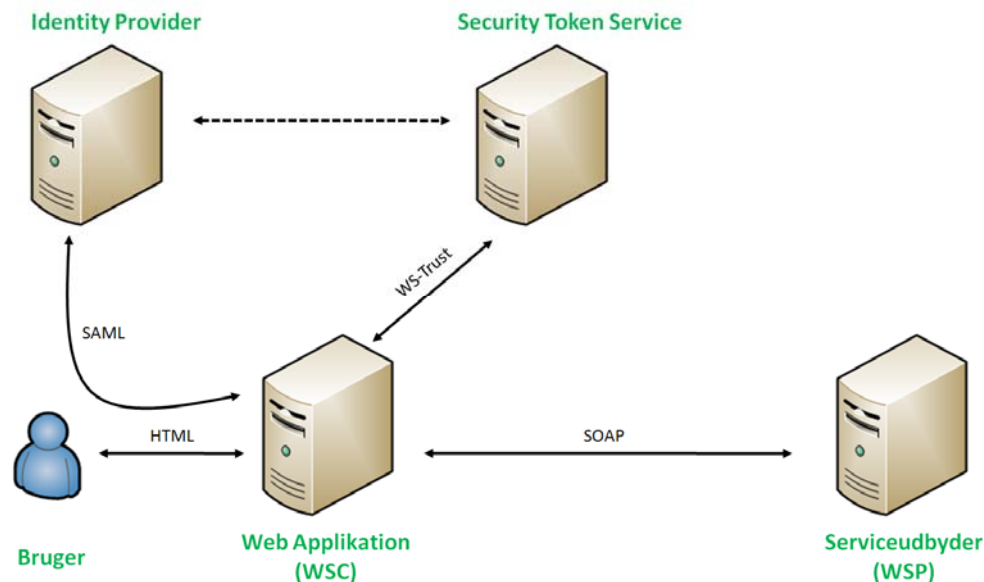 Identity Provider
Security Token Service
WS-Trust
SAML
HTML
SOAP
Bruger
Web Applikation
(WSC)
Serviceudbyder
(WSP)